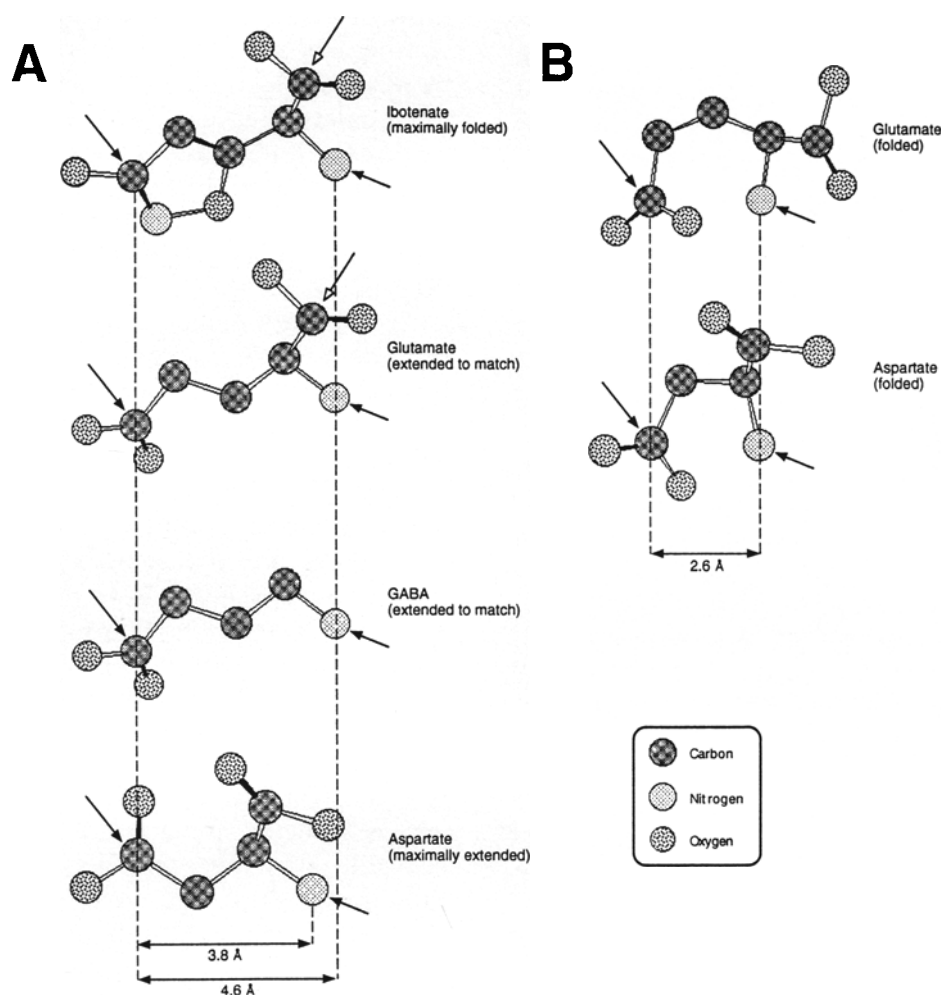 A
B
Ibotenate
(maximally folded)
Glutamate
(folded)
Glutamate
(extended to match)
Aspartate
(folded)
2.6 Å
GABA
(extended to match)
Carbon
Nitrogen
Oxygen
Aspartate
(maximally extended)
3.8 Å
4.6 Å